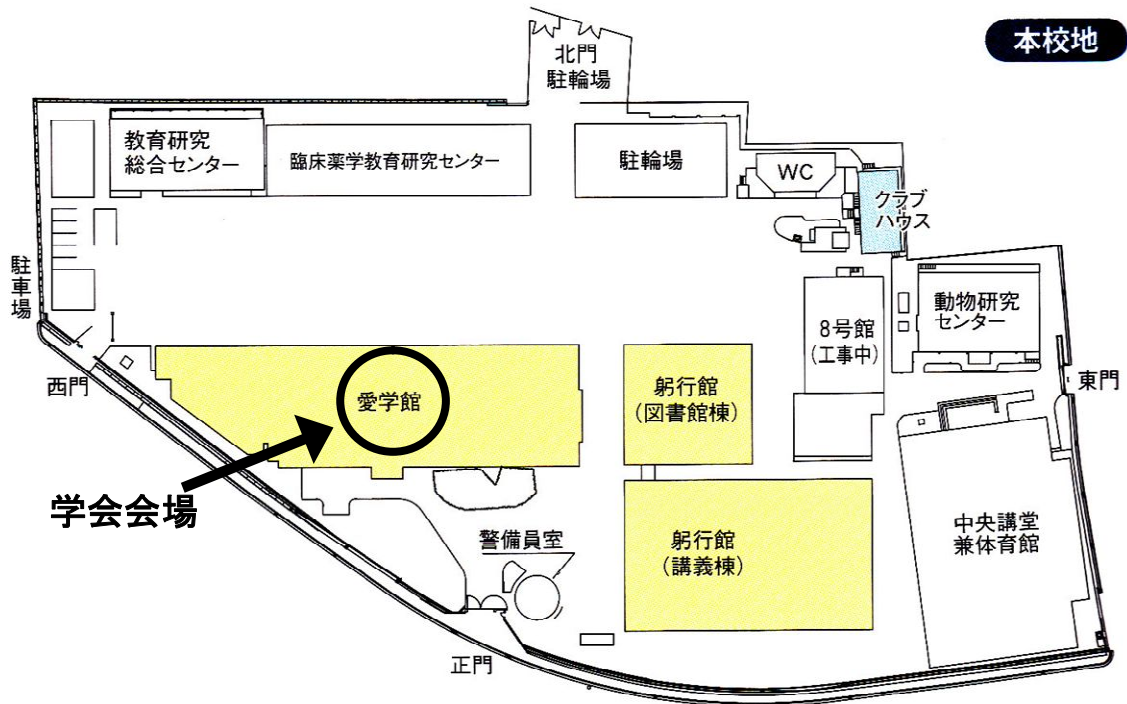 本校地
北門
駐輪場
教育研究
総合センター
臨床薬学教育研究センター
駐輪場
WC
クラブ
ハウス
駐車場
動物研究
センター
8号館
(工事中)
西門
愛学館
躬行館
(図書館棟)
東門
学会会場
警備員室
躬行館
(講義棟)
中央講堂
兼体育館
正門